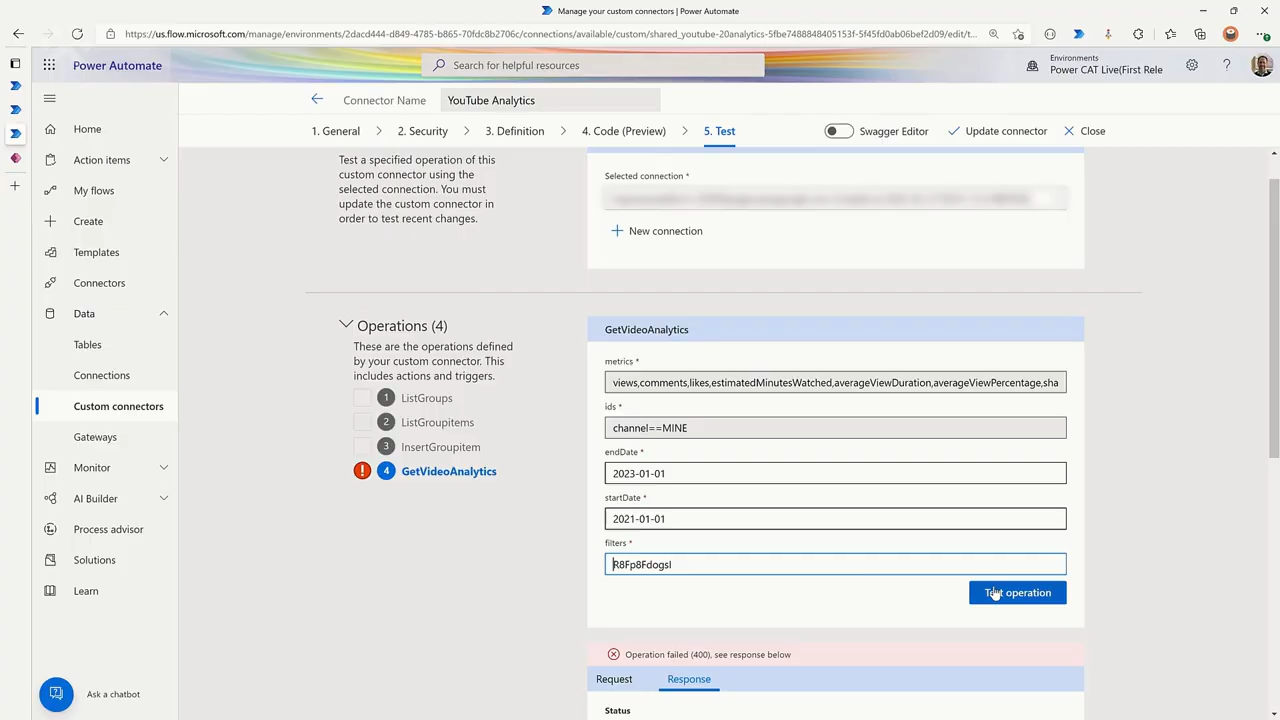 Manage your custom connectors | Power Automate
https://us.flow.microsoft.com/manage/environments/2dacd444-d849-4785-b865-70fdc8b2706c/connections/available/custom/shared_youtube-20analytics-5fbe7488848405153f-5f45fd0ab06bef2d09/edit/t...
Power Automate
Search for helpful resources
Environments
Power CAT Live(First Rele
Connector Name
YouTube Analytics
1. General
2. Security
3. Definition
4. Code (Preview)
5. Test
Swagger Editor
Update connector
Close
Home
Action items
My flows
Create
Templates
Connectors
Data
Tables
Connections
Custom connectors
Gateways
Monitor
AI Builder
Process advisor
Solutions
Learn
Ask a chatbot
Test a specified operation of this
custom connector using the
selected connection. You must
update the custom connector in
order to test recent changes.
Selected connection *
New connection
Operations (4)
These are the operations defined
by your custom connector. This
includes actions and triggers.
1 ListGroups
2 ListGroupitems
3 InsertGroupitem
4 GetVideoAnalytics
GetVideoAnalytics
metrics *
views,comments,likes,estimatedMinutesWatched,averageViewDuration,averageViewPercentage,sha
ids *
channel==MINE
endDate *
2023-01-01
startDate *
2021-01-01
filters *
R8Fp8FdogsI
Test operation
Operation failed (400), see response below
Request
Response
Status